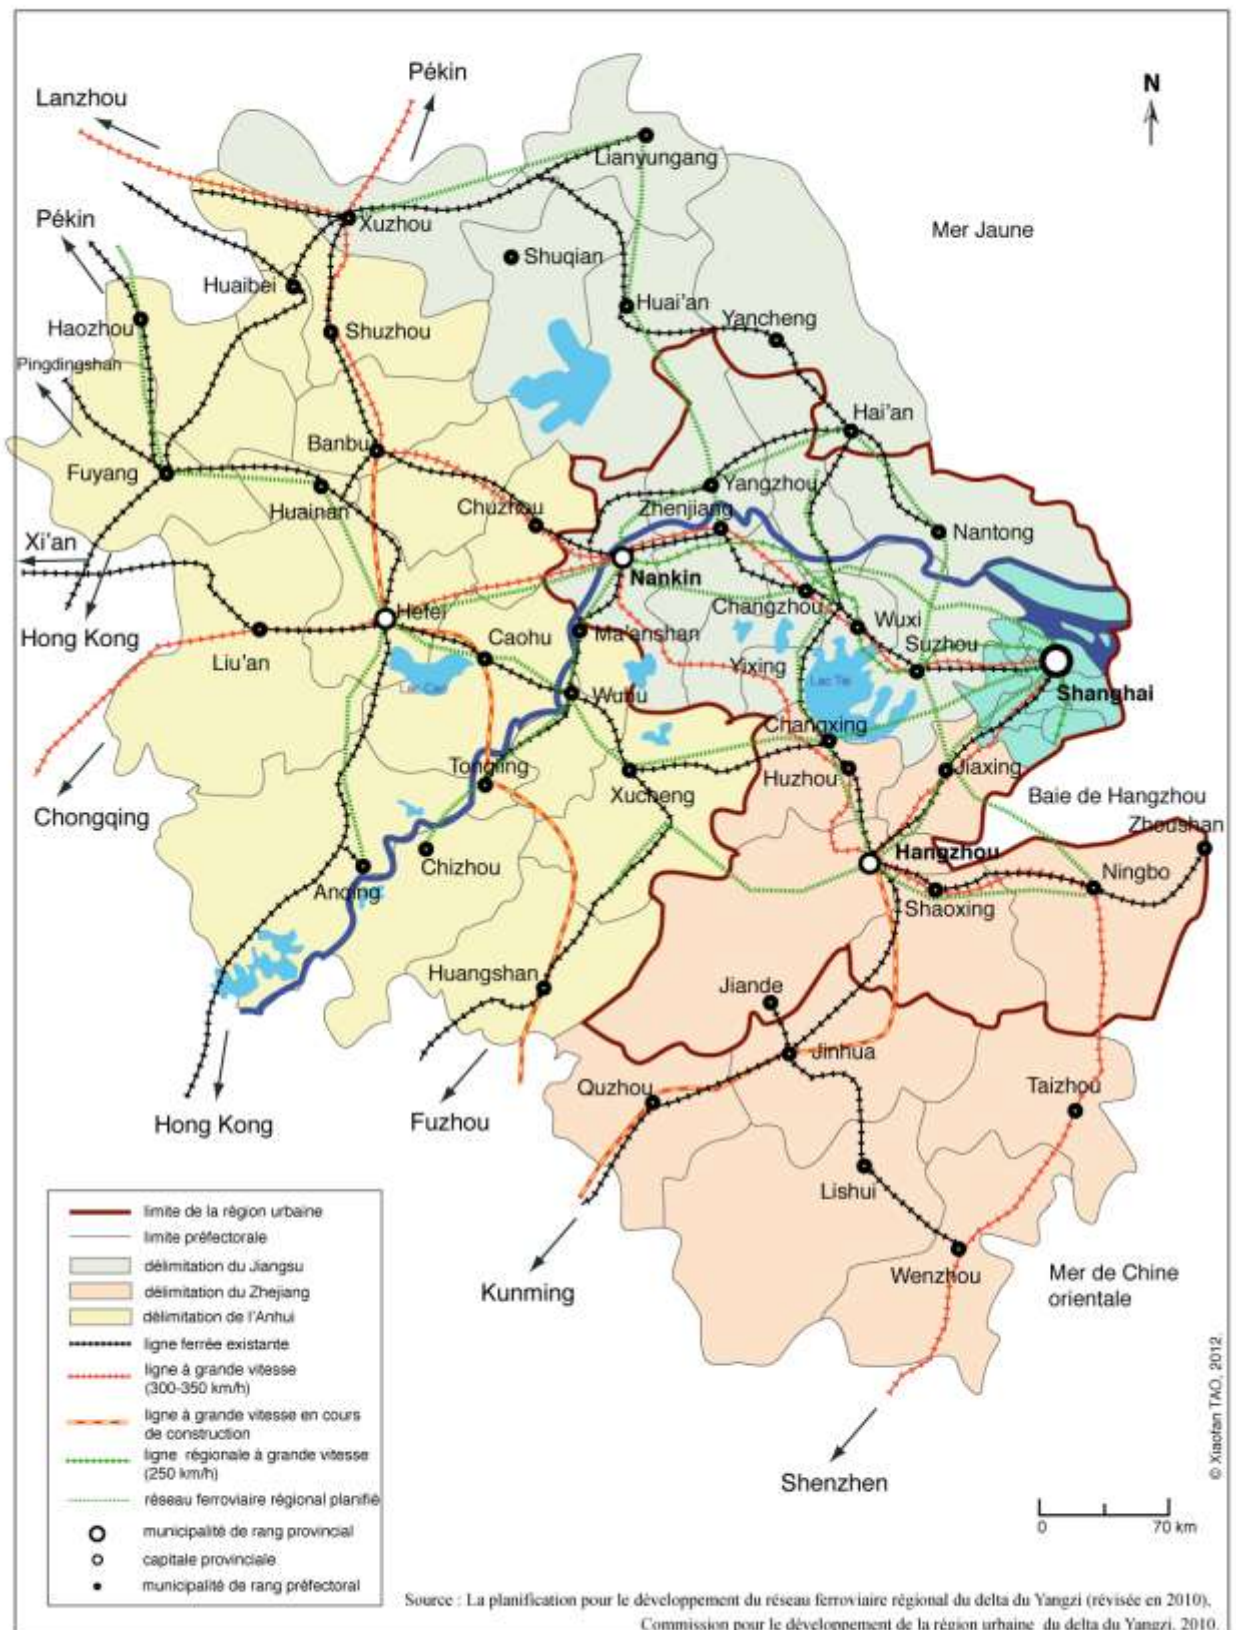 Pékin
Lanzhou
N
Lianyungang
Pékin
Xuzhou
Mer Jaune
Shuqian
Huaibei
Huai'an
Yancheng
Haozhou
Shuzhou
Pingdingshan
Hai'an
Banbu
Fuyang
Yangzhou
Chuzhou
Zhenjiang
Huainan
Nantong
Xi'an
Nankin
Changzhou
Hefei
Wuxi
Hong Kong
Caohu
Ma'anshan
Suzhou
Liu'an
Yixing
Lac Tai
Lac Cao
Wuhu
Shanghai
Changxing
Tongling
Huzhou
Jiaxing
Xucheng
Baie de Hangzhou
Chongqing
Zhoushan
Hangzhou
Chizhou
Ningbo
Anqing
Shaoxing
Huangshan
Jiande
Jinhua
Quzhou
Taizhou
Hong Kong
Fuzhou
Lishui
Wenzhou
Mer de Chine
orientale
Kunming
Shenzhen
limite de la région urbaine
limite préfectorale
délimitation du Jiangsu
délimitation du Zhejiang
délimitation de l'Anhui
ligne ferrée existante
ligne à grande vitesse
(300-350 km/h)
ligne à grande vitesse en cours
de construction
ligne régionale à grande vitesse
(250 km/h)
réseau ferroviaire régional planifié
municipalité de rang provincial
capitale provinciale
municipalité de rang préfectoral
0 70 km
© Xiaotan TAO, 2012.
Source : La planification pour le développement du réseau ferroviaire régional du delta du Yangzi (révisée en 2010),
Commission pour le développement de la région urbaine du delta du Yangzi, 2010.